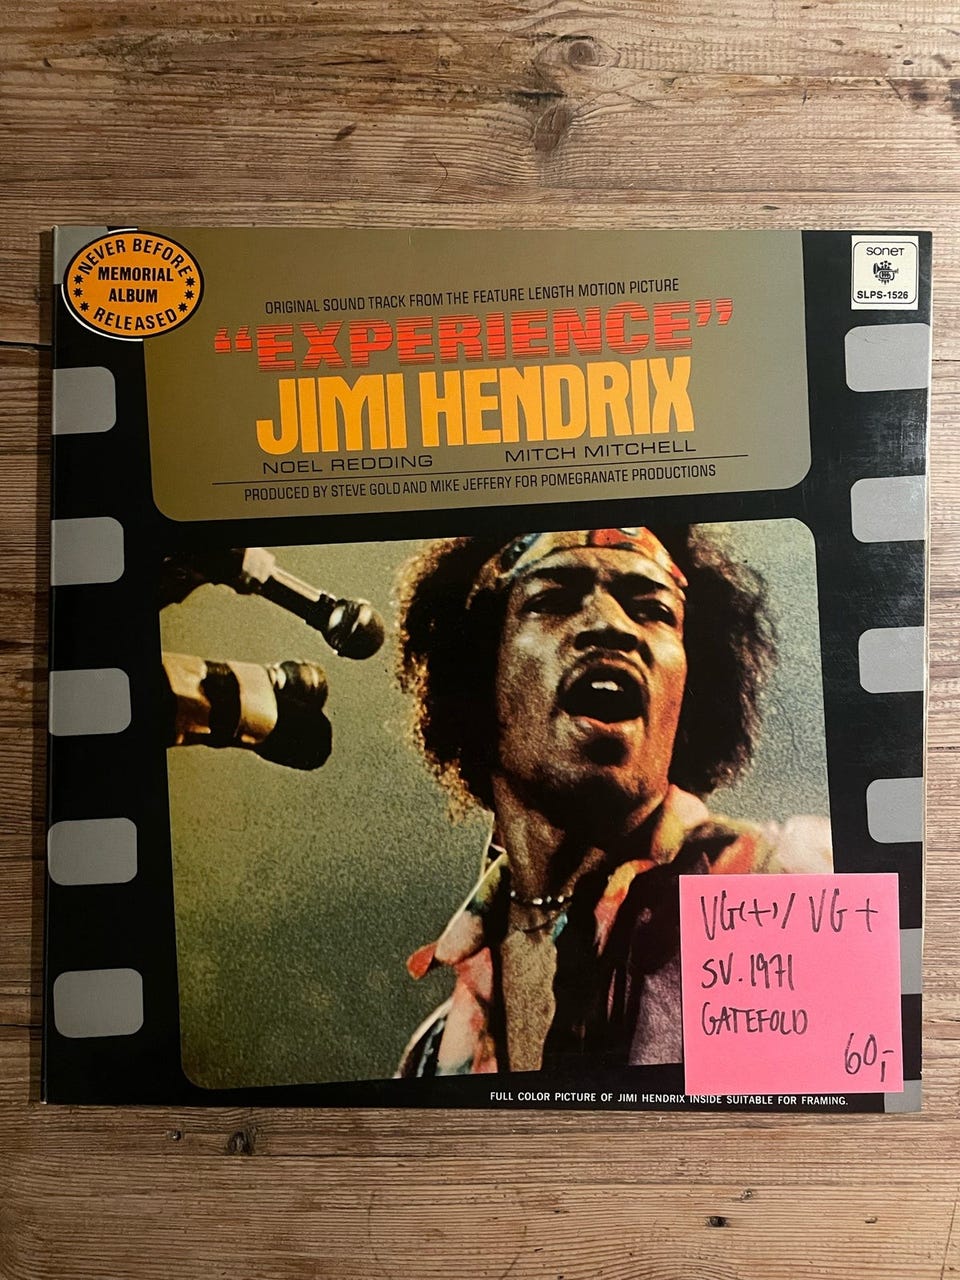 NEVER BEFORE
MEMORIAL
ALBUM
RELEASED
sonet
SLPS-1526
ORIGINAL SOUND TRACK FROM THE FEATURE LENGTH MOTION PICTURE
“EXPERIENCE”
JIMI HENDRIX
NOEL REDDING MITCH MITCHELL
PRODUCED BY STEVE GOLD AND MIKE JEFFERY FOR POMEGRANATE PRODUCTIONS
VG(+)/ VG+
SV. 1971
GATEFOLD
60,-
FULL COLOR PICTURE OF JIMI HENDRIX INSIDE SUITABLE FOR FRAMING.